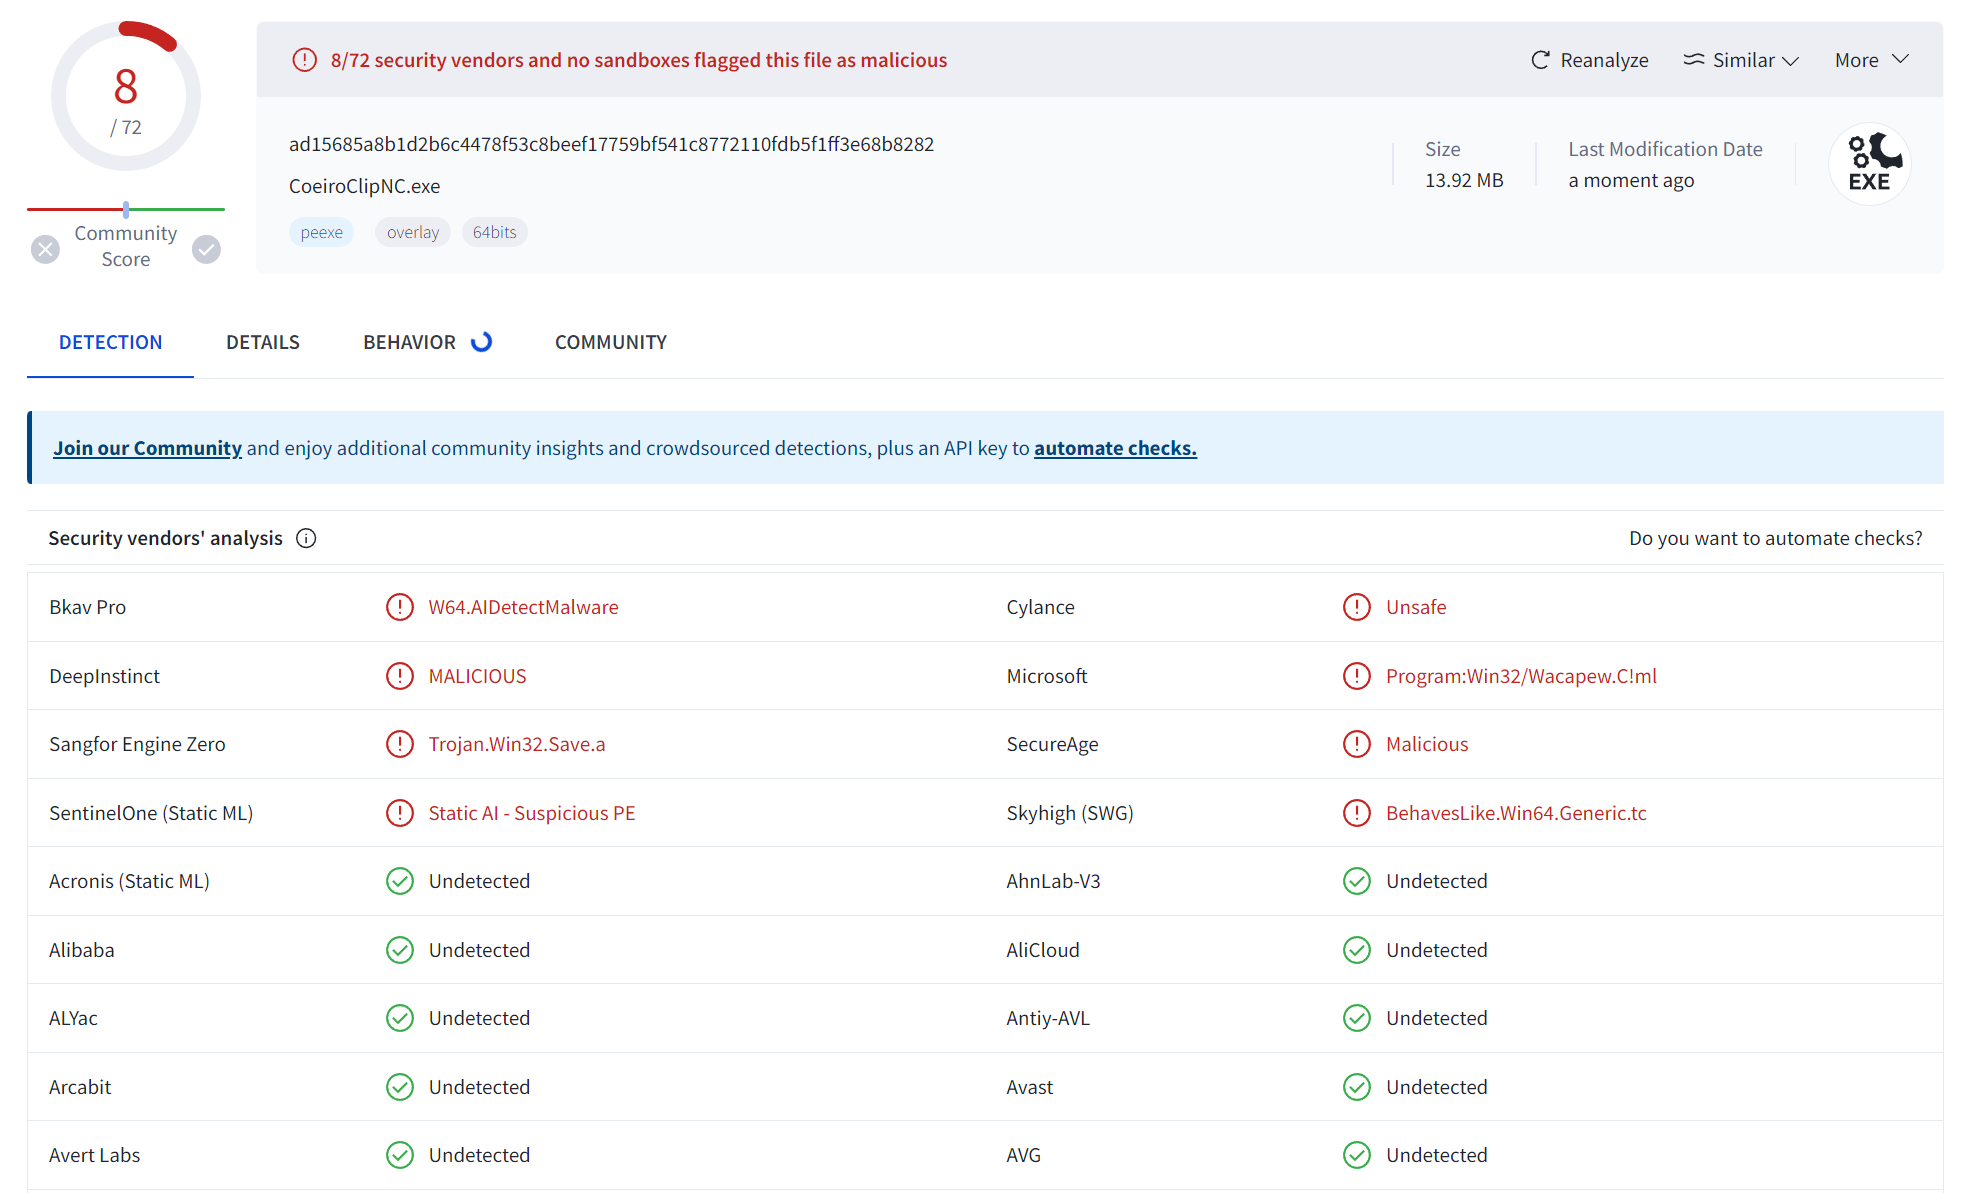 8
/ 72
Community
Score
8/72 security vendors and no sandboxes flagged this file as malicious
Reanalyze
Similar
More
ad15685a8b1d2b6c4478f53c8beef17759bf541c8772110fdb5f1ff3e68b8282
CoeiroClipNC.exe
peexe
overlay
64bits
Size
13.92 MB
Last Modification Date
a moment ago
EXE
DETECTION
DETAILS
BEHAVIOR
COMMUNITY
Join our Community and enjoy additional community insights and crowdsourced detections, plus an API key to automate checks.
Security vendors' analysis
Do you want to automate checks?
Bkav Pro
W64.AIDetectMalware
Cylance
Unsafe
DeepInstinct
MALICIOUS
Microsoft
Program:Win32/Wacapew.C!ml
Sangfor Engine Zero
Trojan.Win32.Save.a
SecureAge
Malicious
SentinelOne (Static ML)
Static AI - Suspicious PE
Skyhigh (SWG)
BehavesLike.Win64.Generic.tc
Acronis (Static ML)
Undetected
AhnLab-V3
Undetected
Alibaba
Undetected
AliCloud
Undetected
ALYac
Undetected
Antiy-AVL
Undetected
Arcabit
Undetected
Avast
Undetected
Avert Labs
Undetected
AVG
Undetected